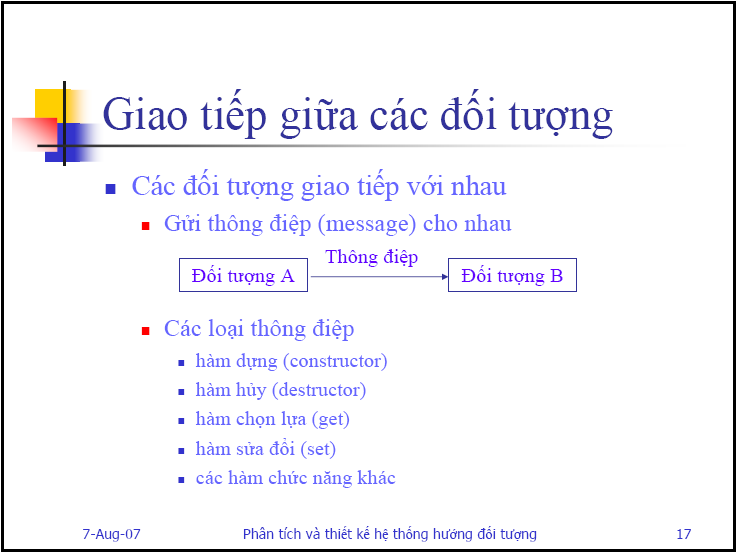 Giao tiếp giữa các đối tượng
Các đối tượng giao tiếp với nhau
Gửi thông điệp (message) cho nhau
Thông điệp
Đối tượng A
Đối tượng B
Các loại thông điệp
hàm dựng (constructor)
hàm hủy (destructor)
hàm chọn lựa (get)
hàm sửa đổi (set)
các hàm chức năng khác
7-Aug-07
Phân tích và thiết kế hệ thống hướng đối tượng
17